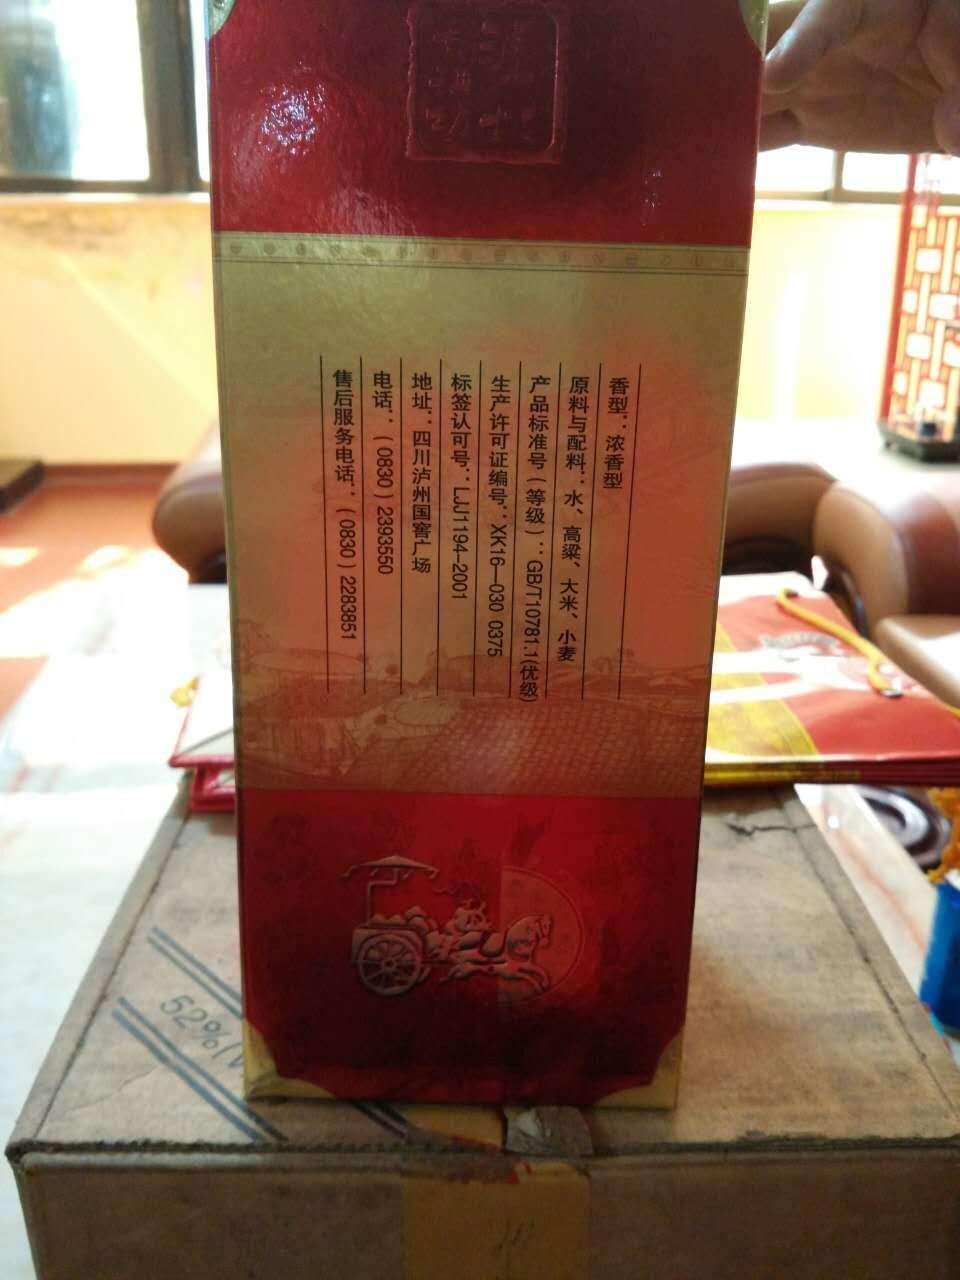 香型：浓香型
原料与配料：水、高粱、大米、小麦
产品标准号（等级）：GB/T10781.1(优级)
生产许可证编号：XK16—030 0375
标签认可号：LJJ1194-2001
地址：四川泸州国窖广场
电话：（0830）2393550
售后服务电话：（0830）2283851
52%(